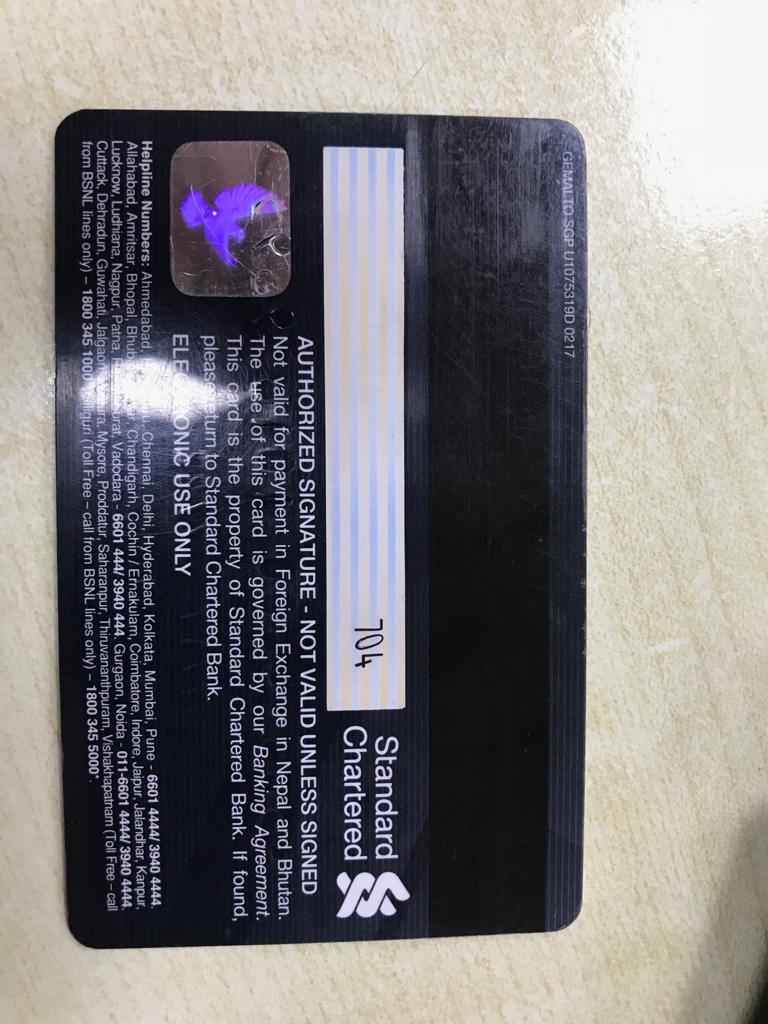 GEMALTO SGP U1075319D 0217
704
Standard
Chartered
AUTHORIZED SIGNATURE - NOT VALID UNLESS SIGNED
Not valid for payment in Foreign Exchange in Nepal and Bhutan.
The use of this card is governed by our Banking Agreement.
This card is the property of Standard Chartered Bank. If found,
please return to Standard Chartered Bank.
ELECTRONIC USE ONLY
Helpline Numbers: Ahmedabad, Chennai, Delhi, Hyderabad, Kolkata, Mumbai, Pune - 6601 4444/ 3940 4444.
Allahabad, Amritsar, Bhopal, Chandigarh, Cochin / Ernakulam, Coimbatore, Indore, Jaipur, Jalandhar, Kanpur,
Lucknow, Ludhiana, Nagpur, Patna, Surat, Vadodara - 6601 444/ 3940 444. Gurgaon, Noida - 011-6601 4444/ 3940 4444.
Cuttack, Dehradun, Guwahati, Jalgaon, Mysore, Proddatur, Saharanpur, Thiruvananthpuram, Vishakhapatnam (Toll Free – call
from BSNL lines only) – 1800 345 1000. Siliguri (Toll Free – call from BSNL lines only) – 1800 345 5000".